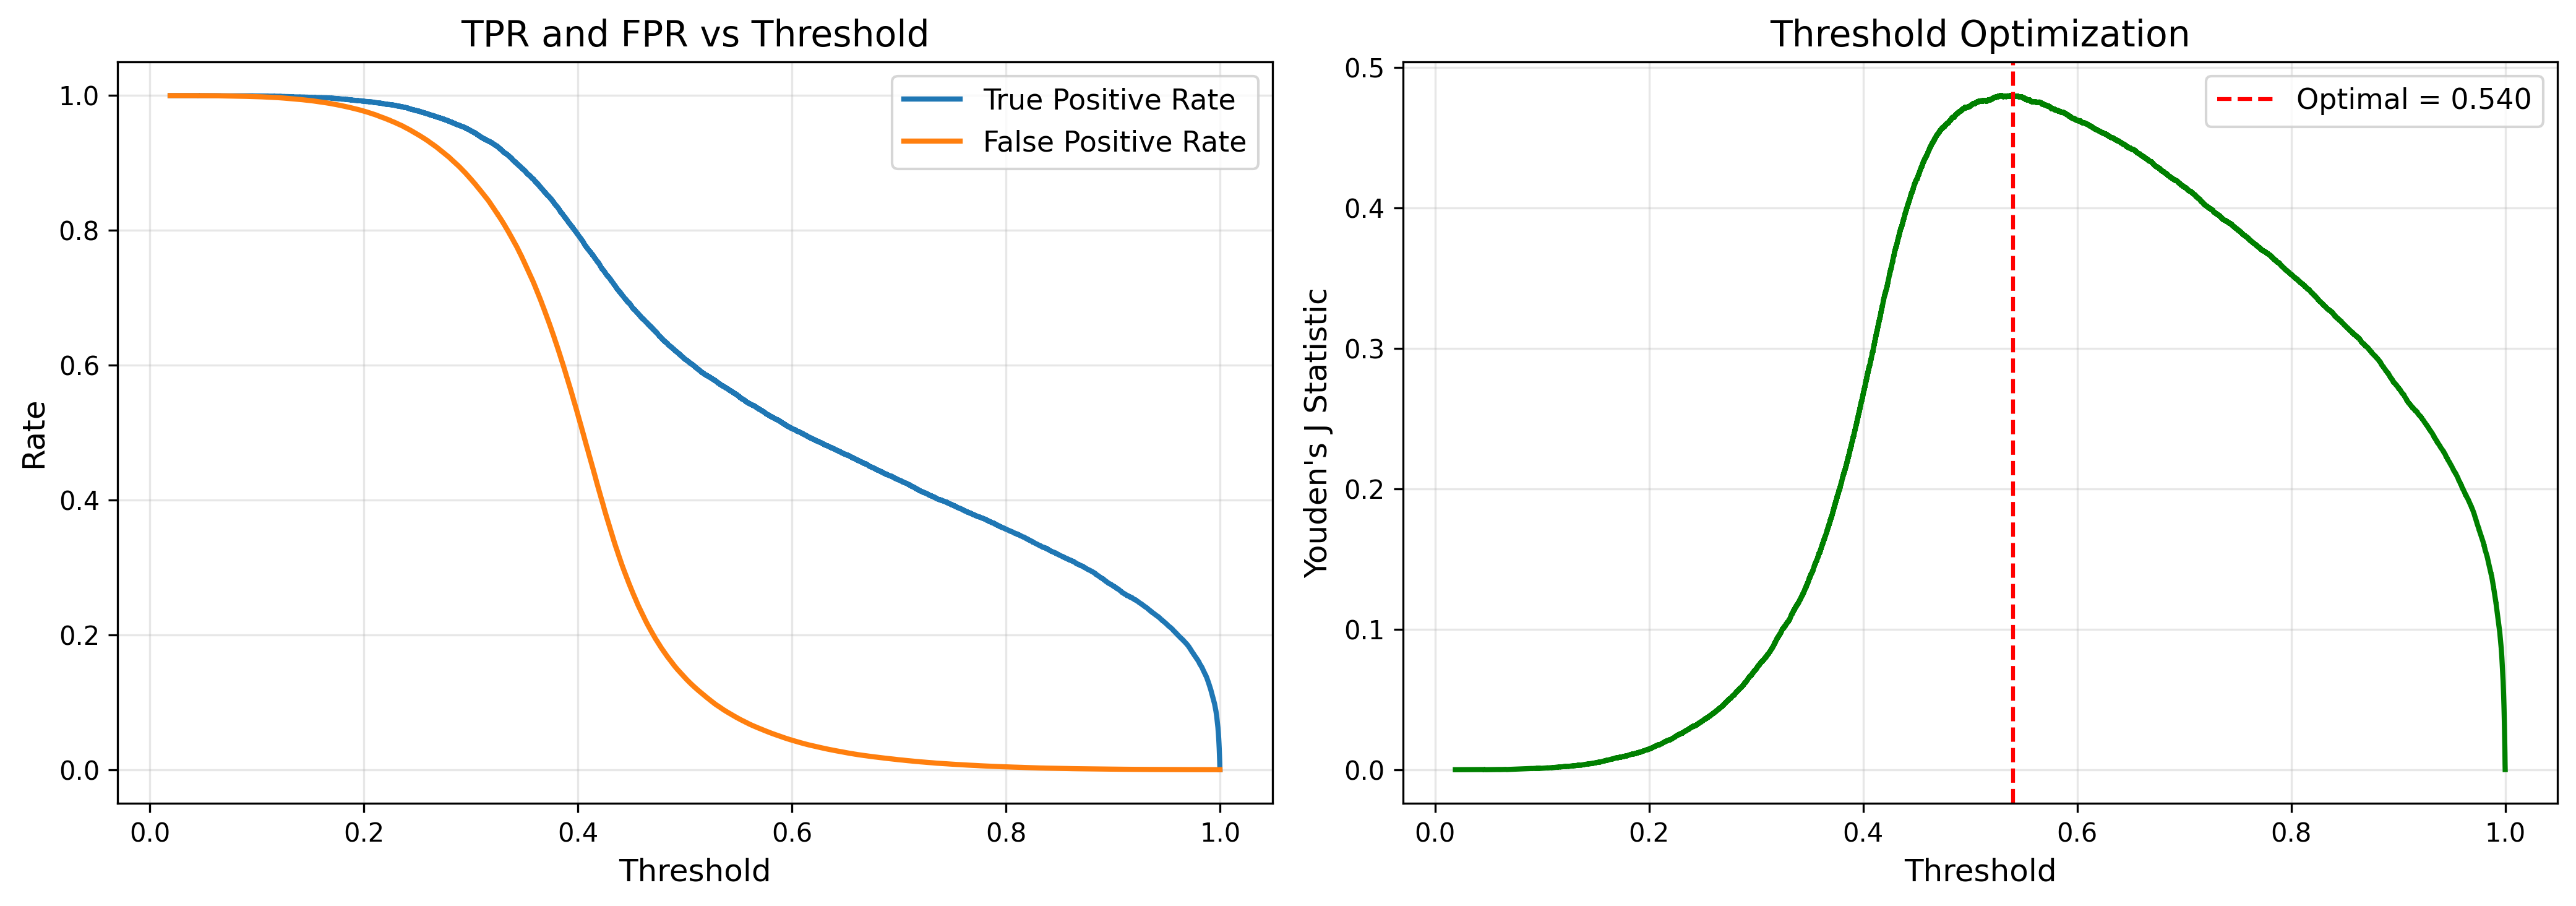 TPR and FPR vs Threshold
True Positive Rate
False Positive Rate
Rate
1.0
0.8
0.6
0.4
0.2
0.0
0.0 0.2 0.4 0.6 0.8 1.0
Threshold
Threshold Optimization
Optimal = 0.540
Youden's J Statistic
0.5
0.4
0.3
0.2
0.1
0.0
0.0 0.2 0.4 0.6 0.8 1.0
Threshold